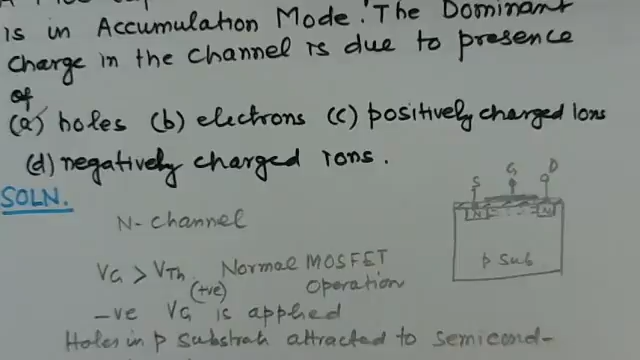 is in Accumulation Mode. The Dominant
charge in the channel is due to presence
of
(a) holes (b) electrons (c) positively charged Ions
(d) negatively charged ions.
SOLN.
S G D
N N
p sub
N-channel
VG > VTh Normal MOSFET
(+ve) Operation
-ve VG is applied
Holes in p substrate attracted to semicond-